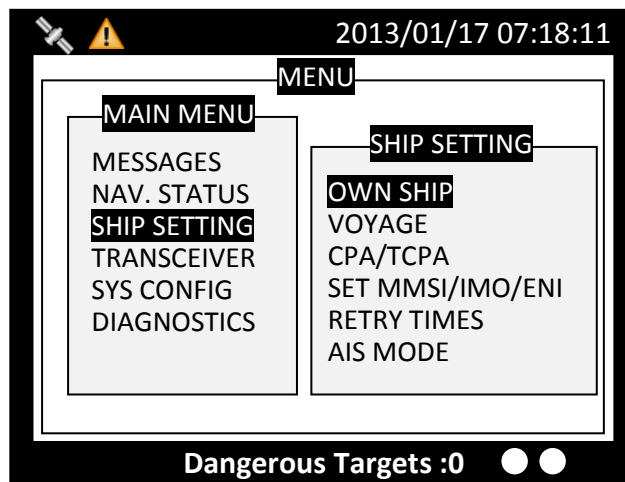 2013/01/17 07:18:11
MENU
MAIN MENU
MESSAGES
NAV. STATUS
SHIP SETTING
TRANSCEIVER
SYS CONFIG
DIAGNOSTICS
SHIP SETTING
OWN SHIP
VOYAGE
CPA/TCPA
SET MMSI/IMO/ENI
RETRY TIMES
AIS MODE
Dangerous Targets :0